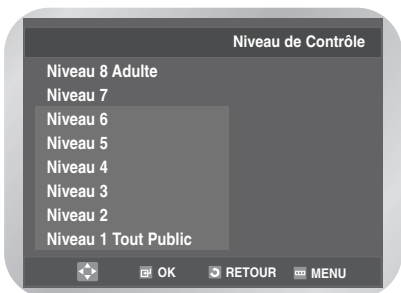 Niveau de Contrôle
Niveau 8 Adulte
Niveau 7
Niveau 6
Niveau 5
Niveau 4
Niveau 3
Niveau 2
Niveau 1 Tout Public
OK RETOUR MENU